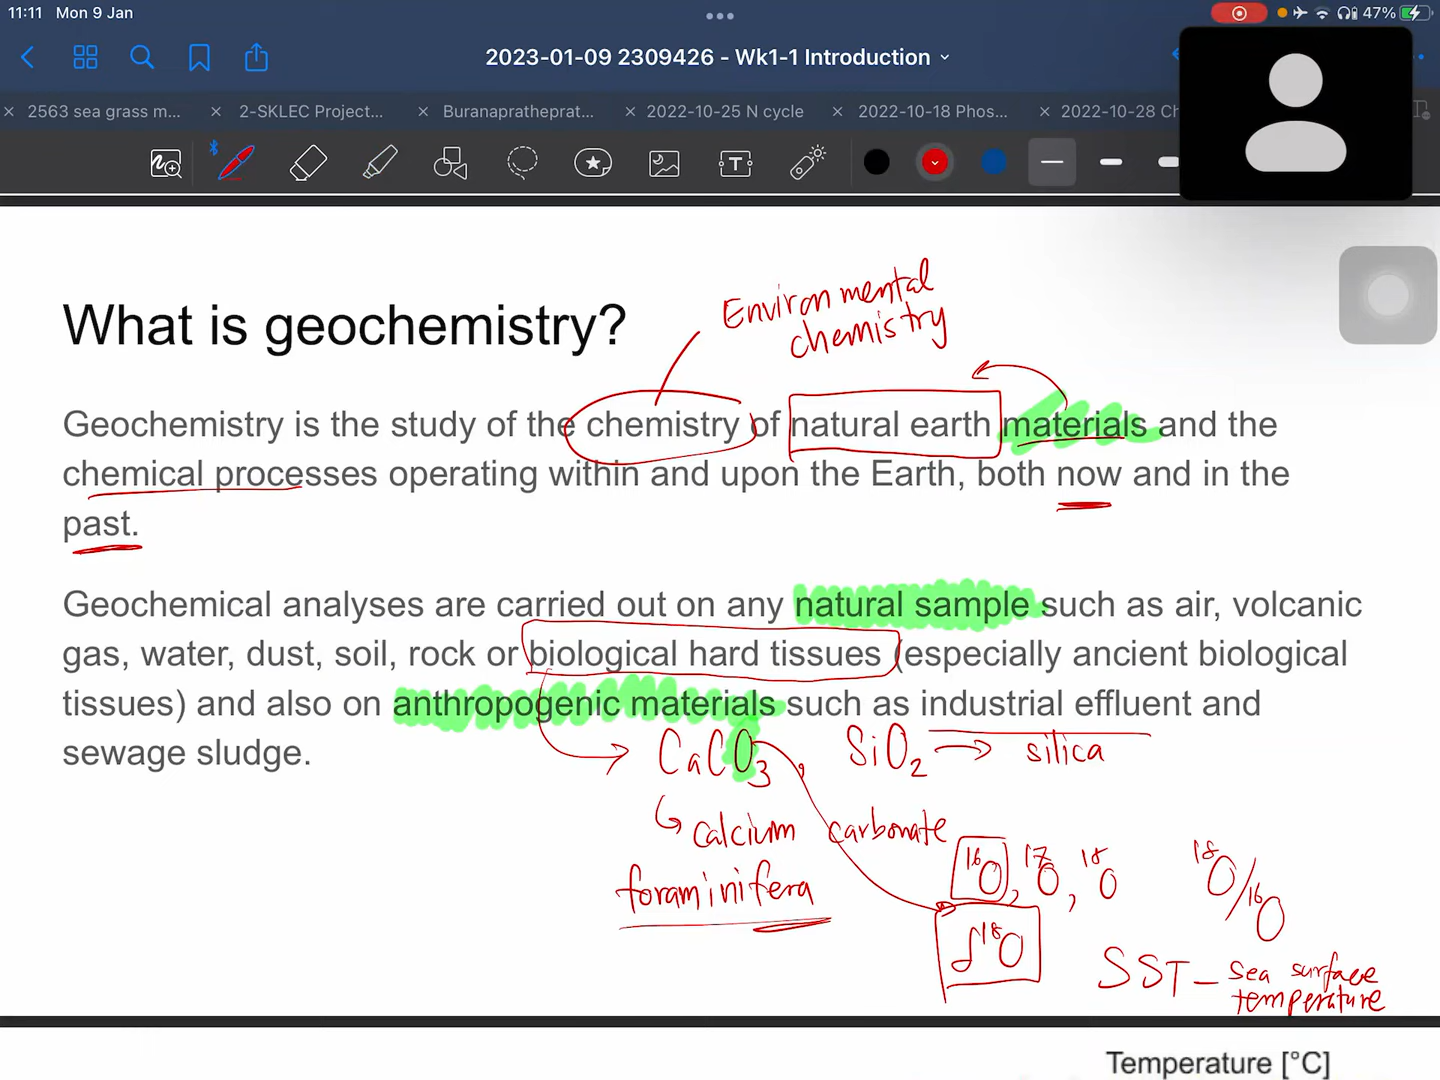 11:11 Mon 9 Jan
47%
2023-01-09 2309426 - Wk1-1 Introduction
2563 sea grass m...
2-SKLEC Project...
Buranapratheprat...
2022-10-25 N cycle
2022-10-18 Phos...
2022-10-28 Ch
What is geochemistry?
Environmental
chemistry
Geochemistry is the study of the chemistry of natural earth materials and the
chemical processes operating within and upon the Earth, both now and in the
past.
Geochemical analyses are carried out on any natural sample such as air, volcanic
gas, water, dust, soil, rock or biological hard tissues (especially ancient biological
tissues) and also on anthropogenic materials such as industrial effluent and
sewage sludge.
CaCO₃, SiO₂ → silica
calcium carbonate
foraminifera
¹⁶O, ¹⁷O, ¹⁸O ¹⁸O/¹⁶O
δ¹⁸O
SST – sea surface
temperature
Temperature [°C]